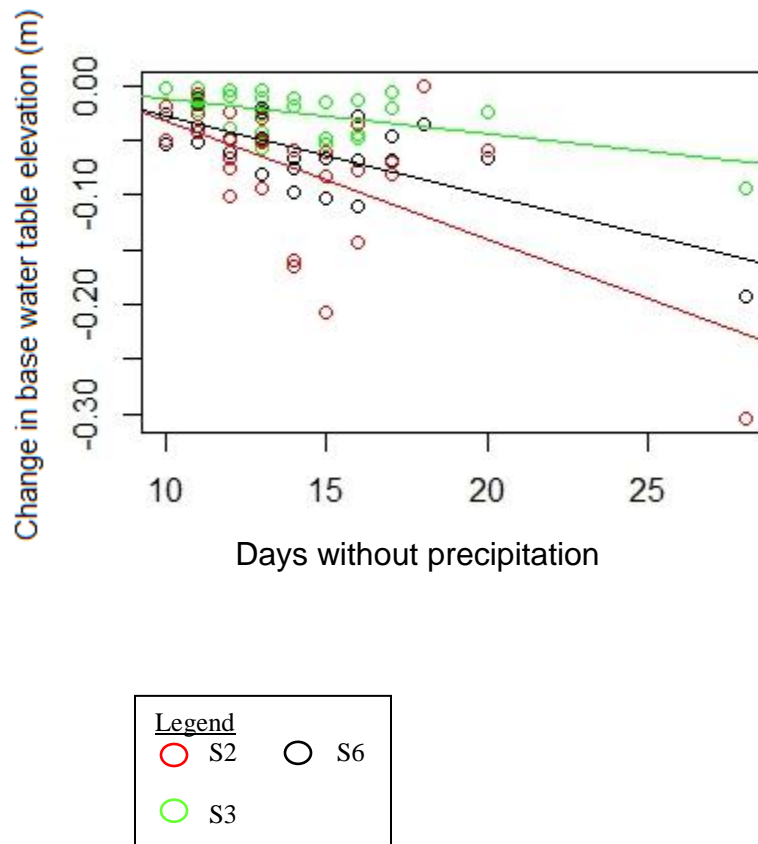 Change in base water table elevation (m)
0.00
-0.10
-0.20
-0.30
10 15 20 25
Days without precipitation
Legend
S2 S6
S3